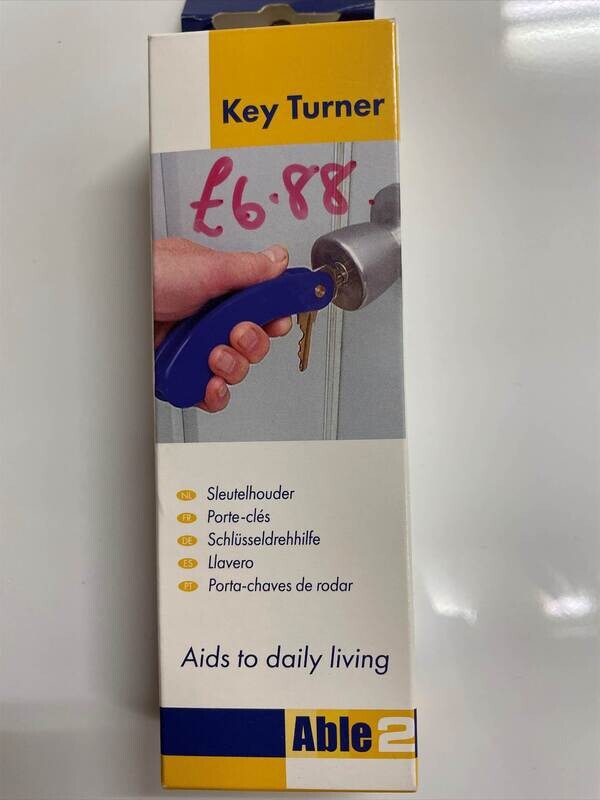 Key Turner
£6.88.
NL Sleutelhouder
FR Porte-clés
DE Schlüsseldrehhilfe
ES Llavero
PT Porta-chaves de rodar
Aids to daily living
Able2